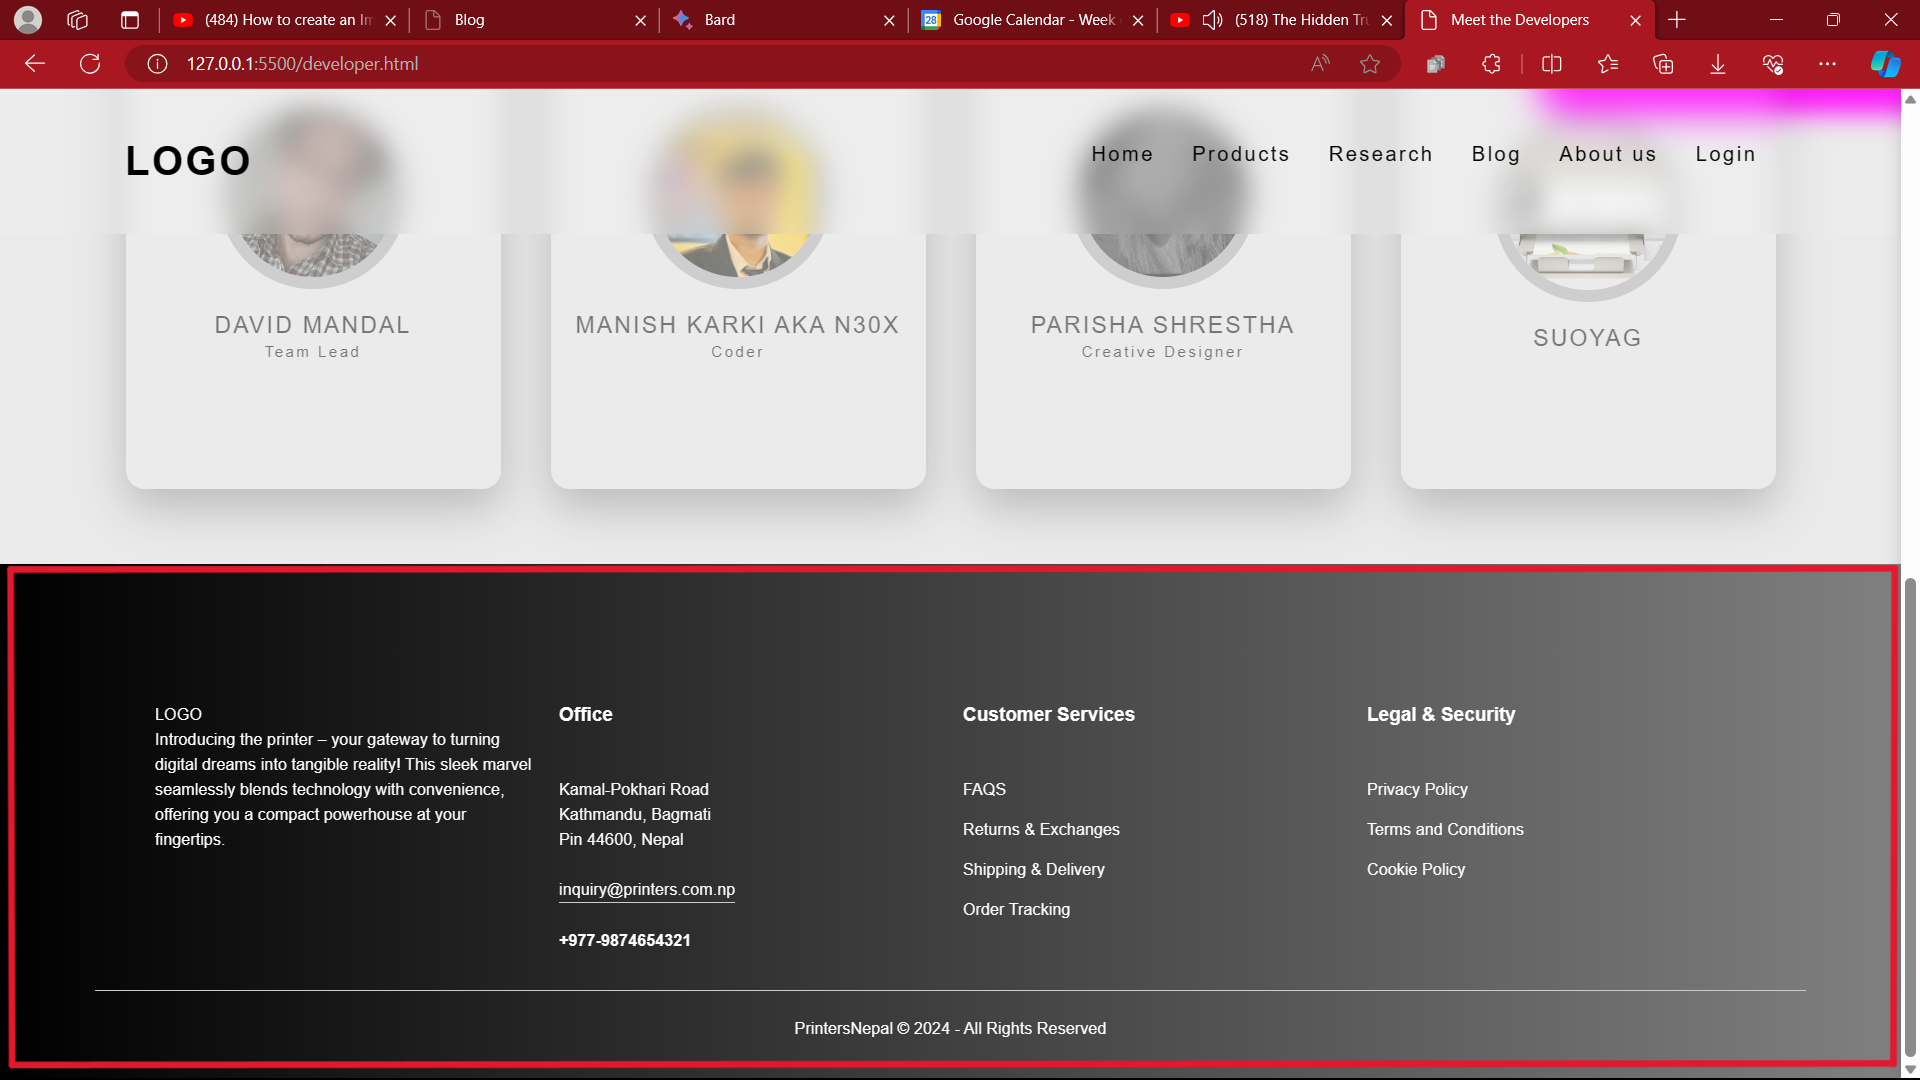 (484) How to create an Im
Blog
Bard
28
Google Calendar - Week
(518) The Hidden Tru
Meet the Developers
127.0.0.1:5500/developer.html
LOGO
Home
Products
Research
Blog
About us
Login
DAVID MANDAL
Team Lead
MANISH KARKI AKA N30X
Coder
PARISHA SHRESTHA
Creative Designer
SUOYAG
LOGO
Introducing the printer – your gateway to turning
digital dreams into tangible reality! This sleek marvel
seamlessly blends technology with convenience,
offering you a compact powerhouse at your
fingertips.
Office
Kamal-Pokhari Road
Kathmandu, Bagmati
Pin 44600, Nepal
inquiry@printers.com.np
+977-9874654321
Customer Services
FAQS
Returns & Exchanges
Shipping & Delivery
Order Tracking
Legal & Security
Privacy Policy
Terms and Conditions
Cookie Policy
PrintersNepal © 2024 - All Rights Reserved